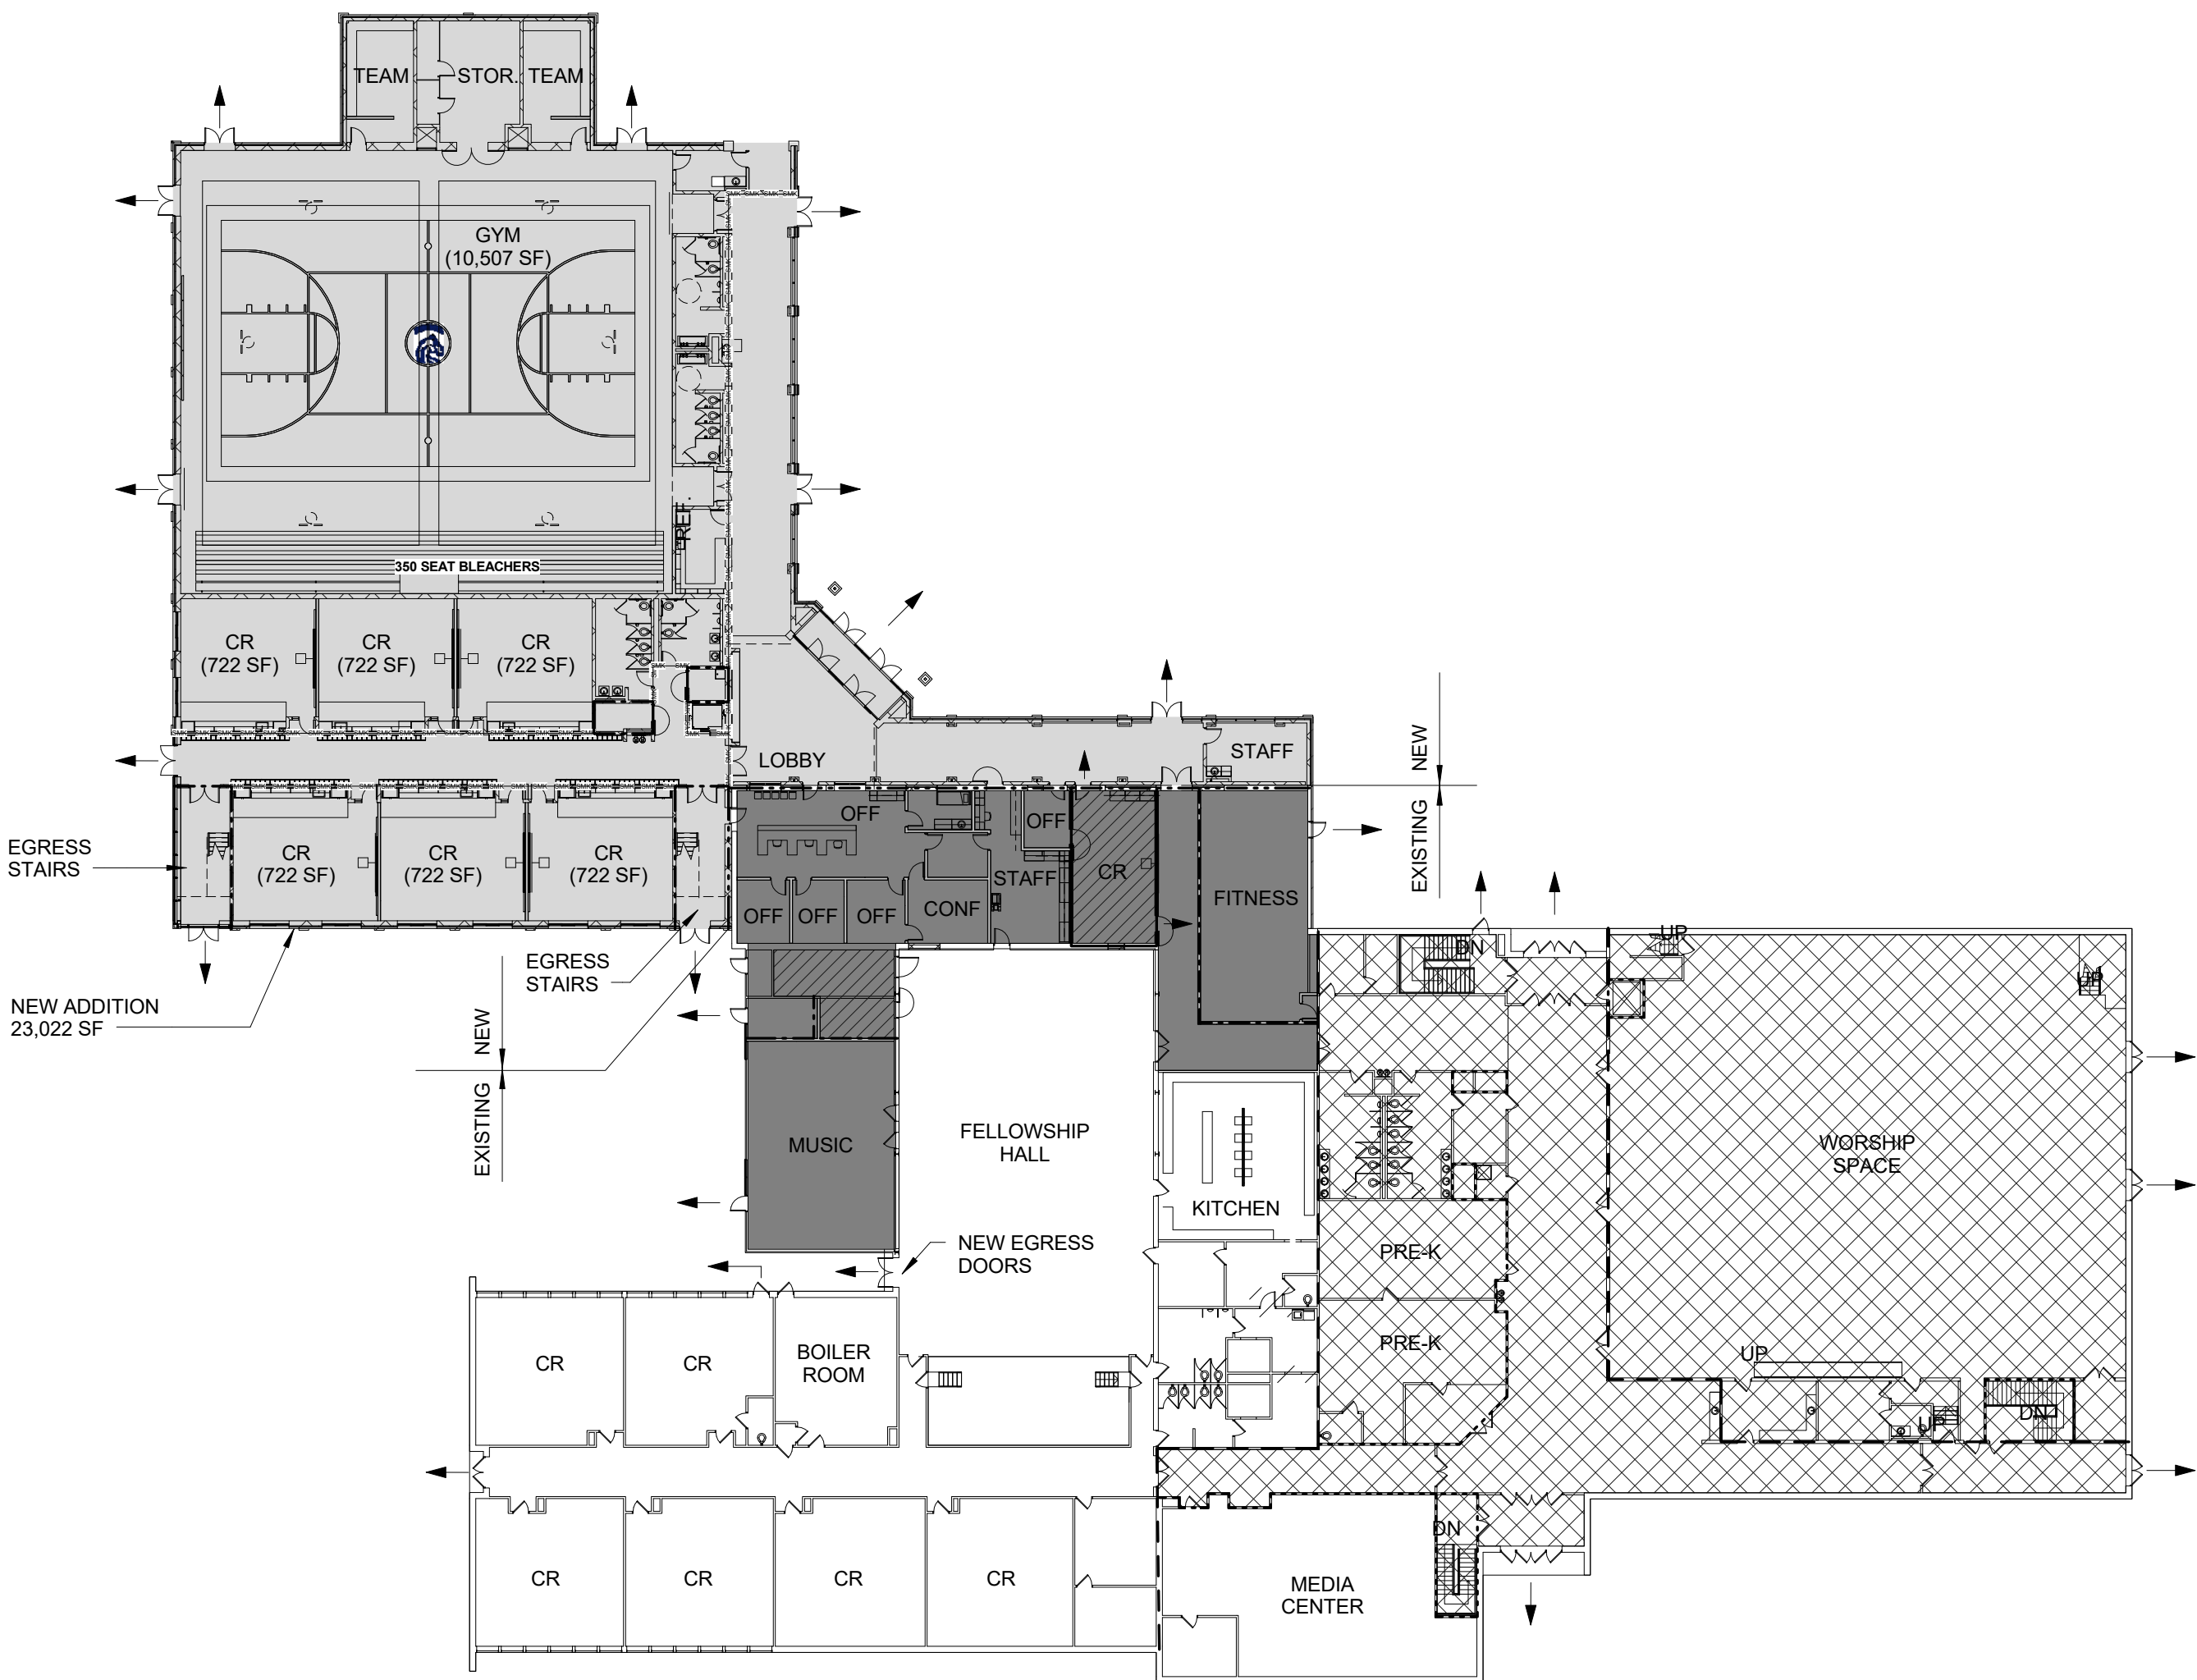 TEAM
STOR.
TEAM
GYM
(10,507 SF)
350 SEAT BLEACHERS
CR
(722 SF)
CR
(722 SF)
CR
(722 SF)
LOBBY
STAFF
NEW
EXISTING
EGRESS
STAIRS
CR
(722 SF)
CR
(722 SF)
CR
(722 SF)
OFF
OFF
STAFF
CR
FITNESS
OFF
OFF
OFF
CONF
EGRESS
STAIRS
NEW ADDITION
23,022 SF
NEW
EXISTING
DN
UP
UP
MUSIC
FELLOWSHIP
HALL
KITCHEN
WORSHIP
SPACE
NEW EGRESS
DOORS
PRE-K
PRE-K
CR
CR
BOILER
ROOM
UP
UP
DN
CR
CR
CR
CR
MEDIA
CENTER
DN